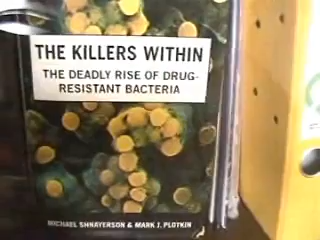 THE KILLERS WITHIN
THE DEADLY RISE OF DRUG-
RESISTANT BACTERIA
MICHAEL SHNAYERSON & MARK J. PLOTKIN